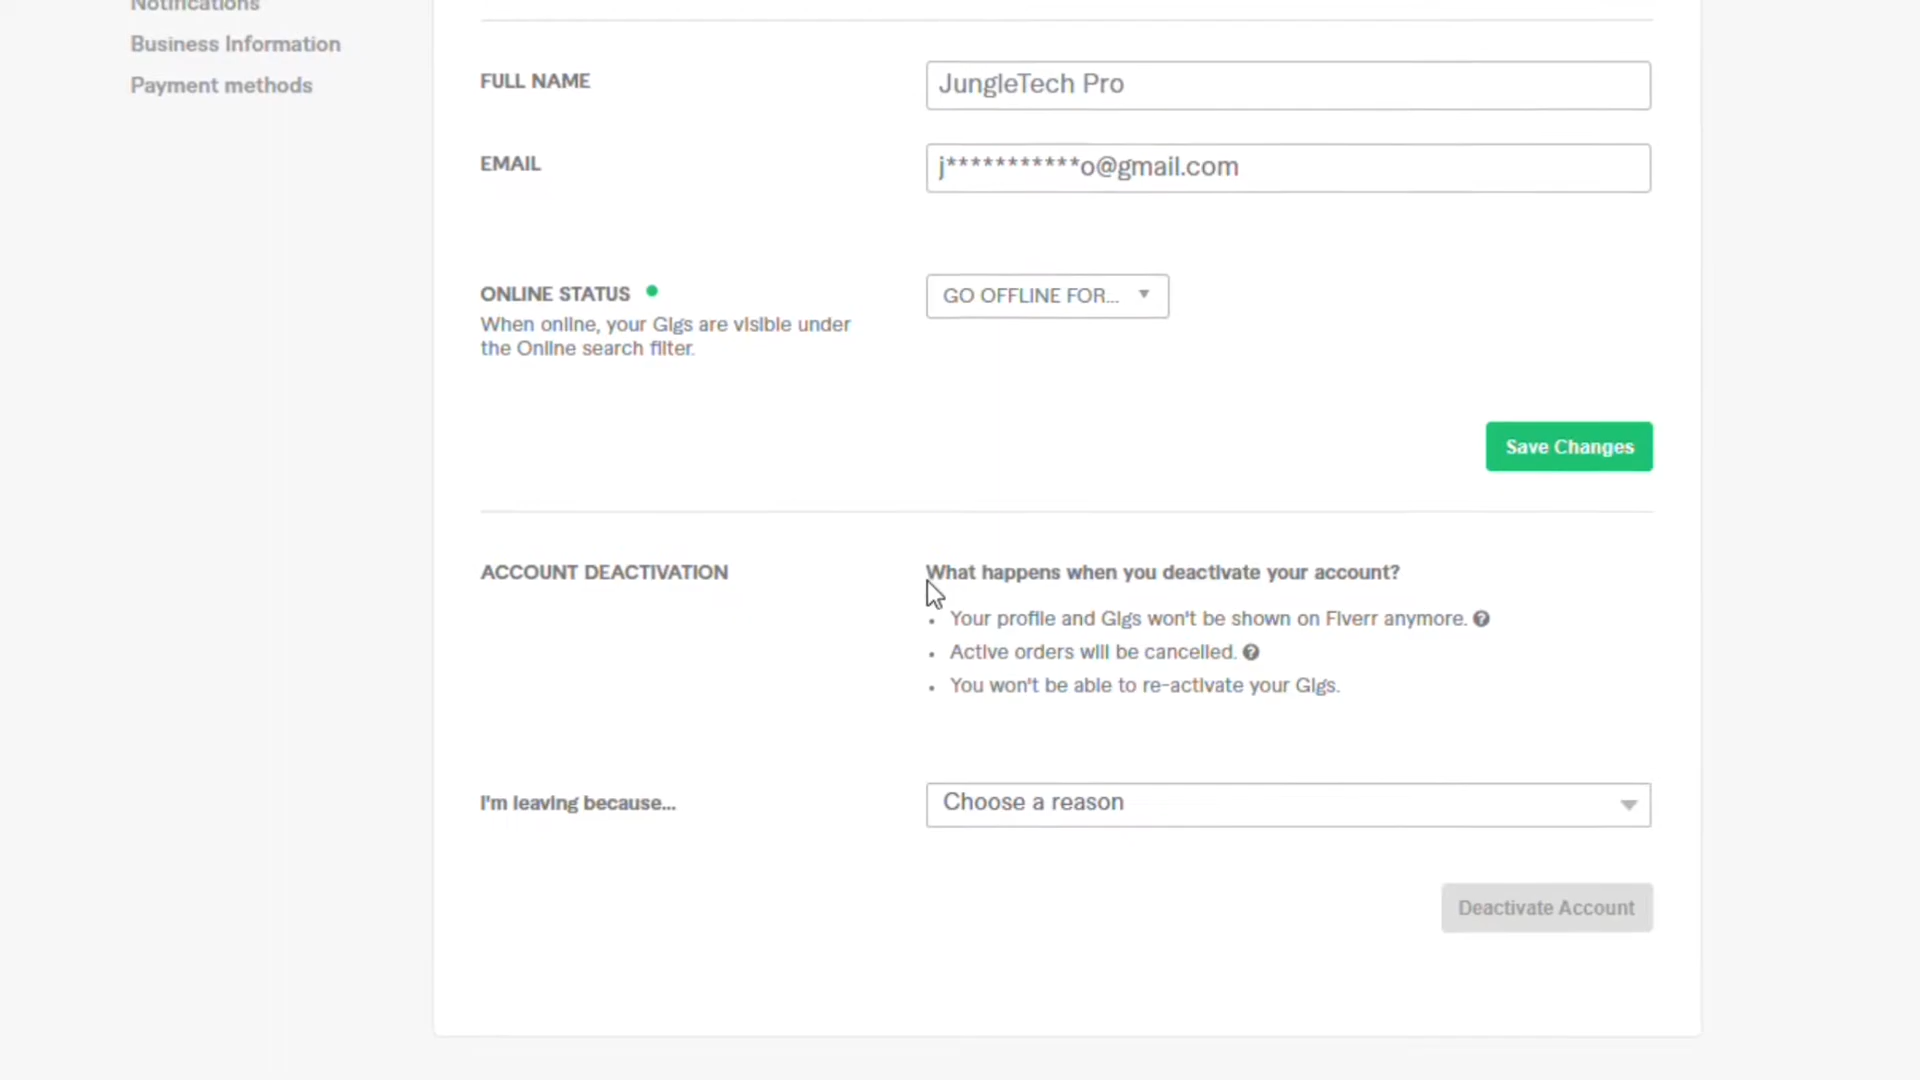 Notifications
Business Information
Payment methods
FULL NAME
JungleTech Pro
EMAIL
j***********o@gmail.com
ONLINE STATUS
When online, your Gigs are visible under
the Online search filter.
GO OFFLINE FOR...
Save Changes
ACCOUNT DEACTIVATION
What happens when you deactivate your account?
• Your profile and Gigs won't be shown on Fiverr anymore. ?
• Active orders will be cancelled. ?
• You won't be able to re-activate your Gigs.
I'm leaving because...
Choose a reason
Deactivate Account